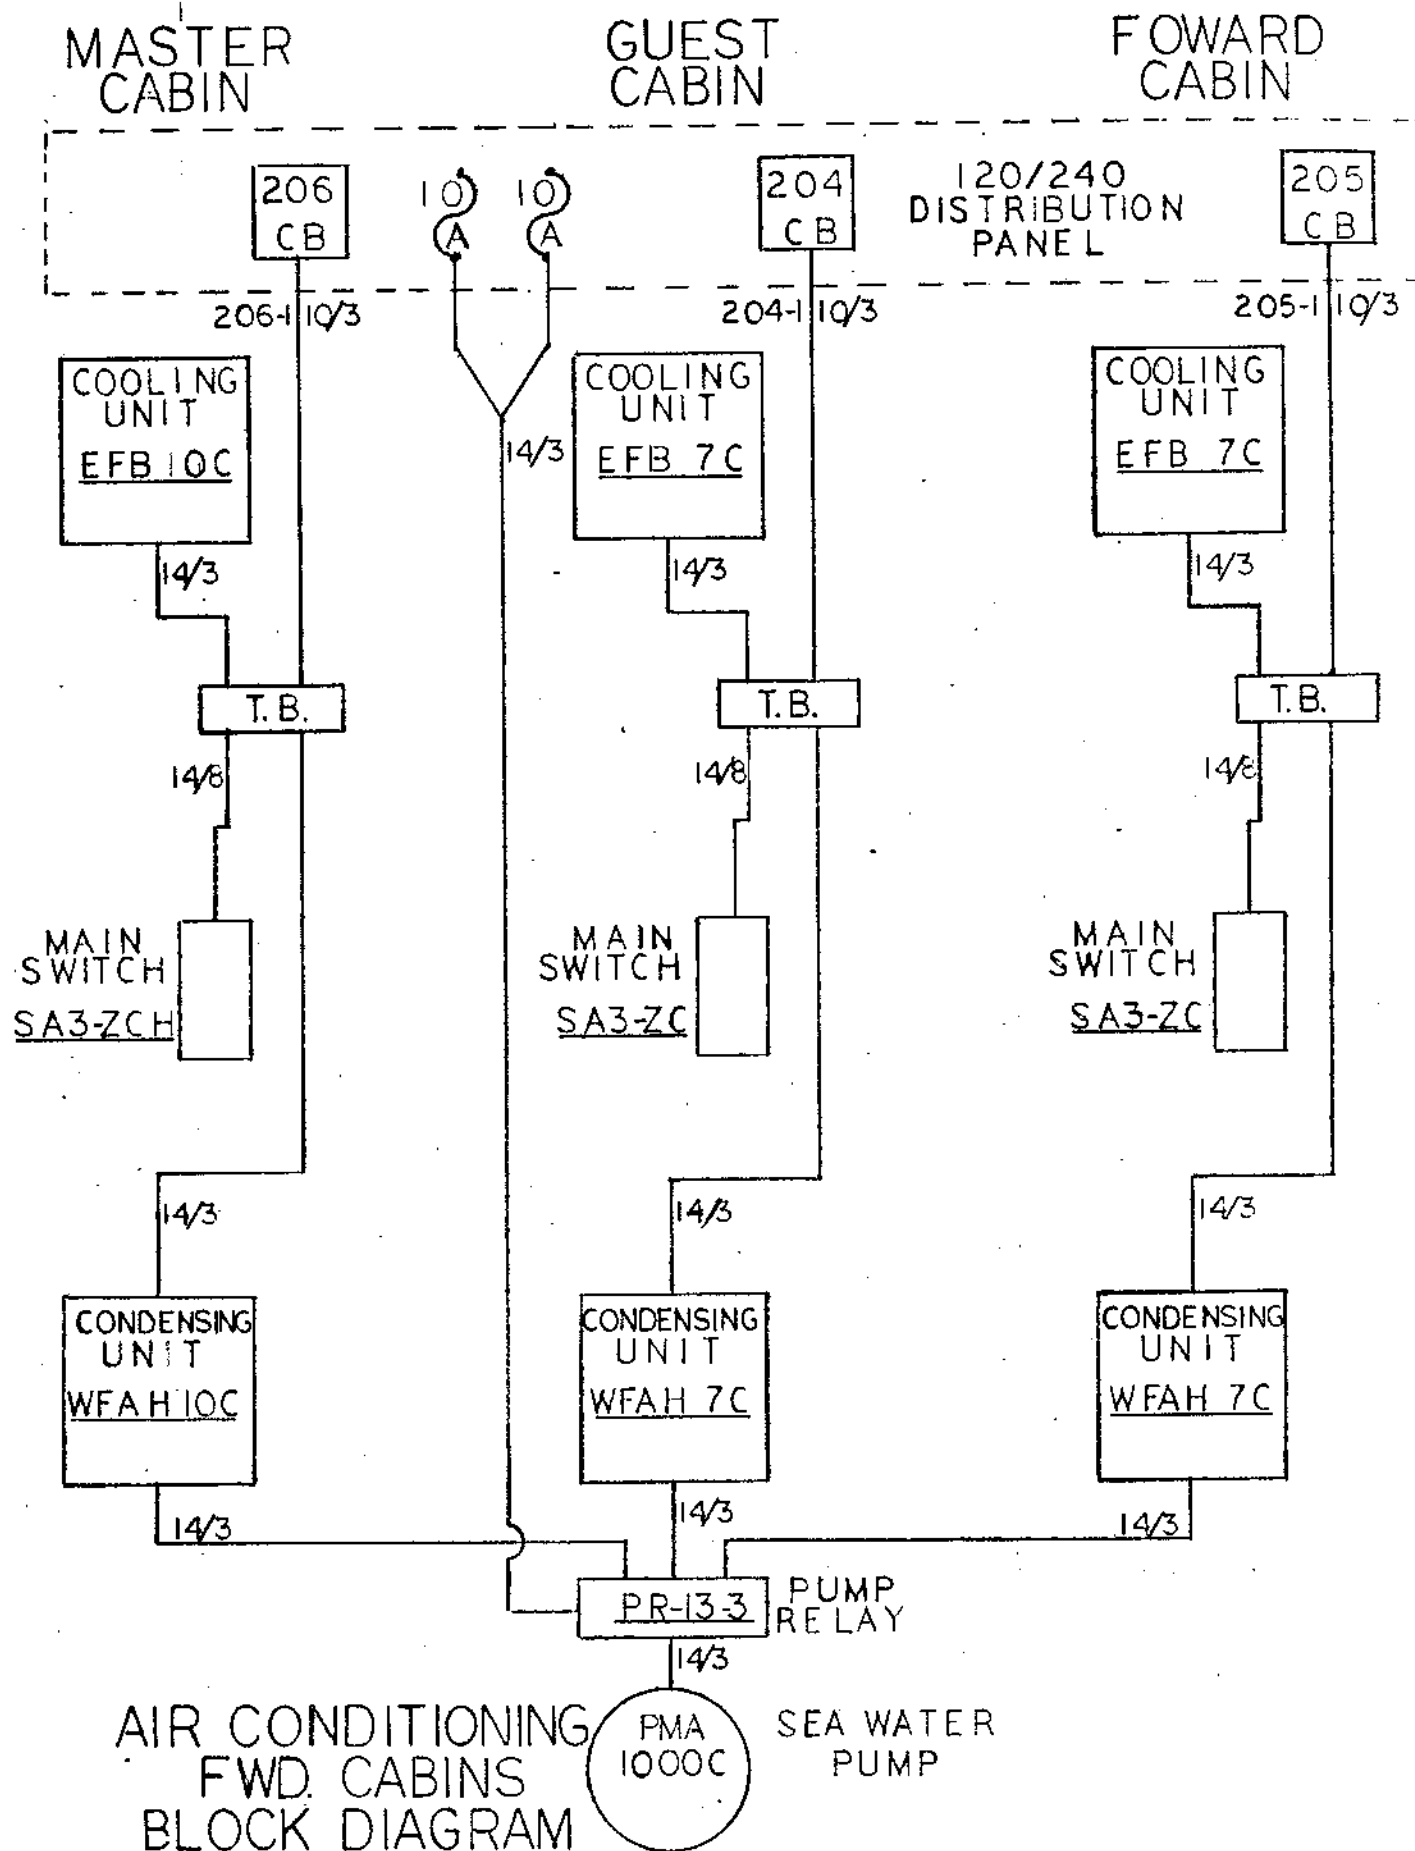 MASTER
CABIN
GUEST
CABIN
FOWARD
CABIN
206
CB
10
A
10
A
204
CB
120/240
DISTRIBUTION
PANEL
205
CB
206-1 10/3
204-1 10/3
205-1 10/3
COOLING
UNIT
EFB 10C
14/3
COOLING
UNIT
EFB 7C
COOLING
UNIT
EFB 7C
14/3
14/3
14/3
T.B.
T.B.
T.B.
14/8
14/8
14/8
MAIN
SWITCH
SA3-ZCH
MAIN
SWITCH
SA3-ZC
MAIN
SWITCH
SA3-ZC
14/3
14/3
14/3
CONDENSING
UNIT
WFAH 10C
CONDENSING
UNIT
WFAH 7C
CONDENSING
UNIT
WFAH 7C
14/3
14/3
14/3
PR-13-3
PUMP
RELAY
14/3
AIR CONDITIONING
FWD. CABINS
BLOCK DIAGRAM
PMA
1000C
SEA WATER
PUMP